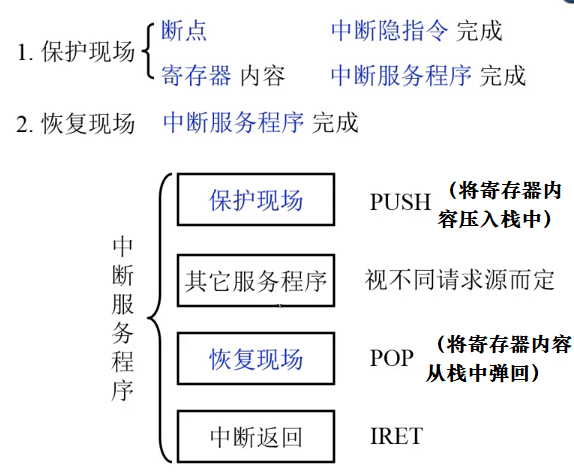 1. 保护现场
断点 中断隐指令 完成
寄存器 内容 中断服务程序 完成
2. 恢复现场 中断服务程序 完成
中断服务程序
保护现场 PUSH （将寄存器内
容压入栈中）
其它服务程序 视不同请求源而定
恢复现场 POP （将寄存器内容
从栈中弹回）
中断返回 IRET